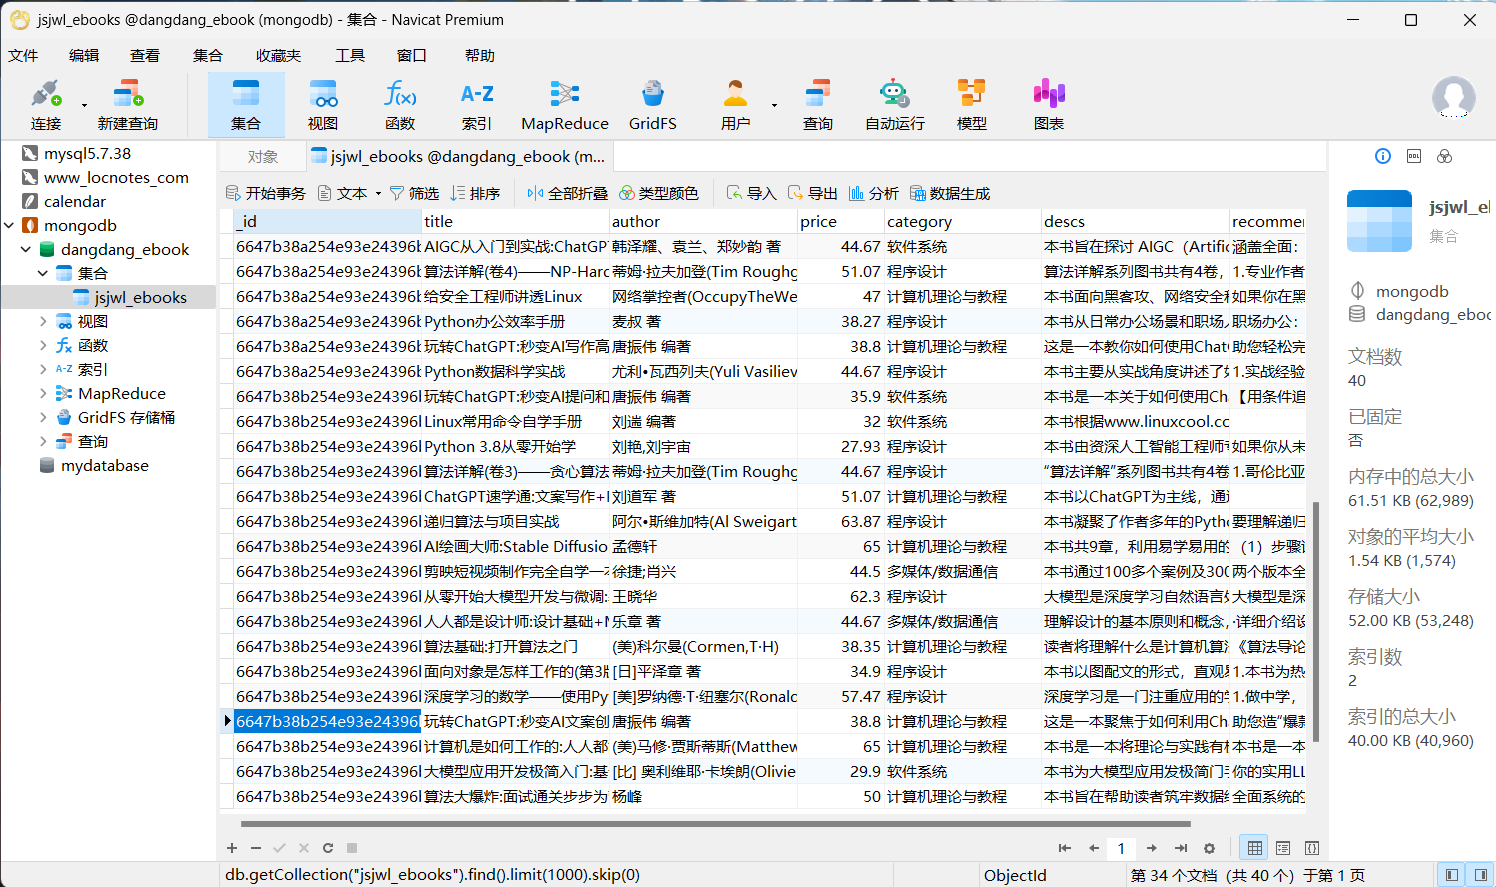 jsjwl_ebooks @dangdang_ebook (mongodb) - 集合 - Navicat Premium
文件 编辑 查看 集合 收藏夹 工具 窗口 帮助
连接 新建查询 集合 视图 函数 索引 MapReduce GridFS 用户 查询 自动运行 模型 图表
f(x) A-Z
mysql5.7.38
www_locnotes_com
calendar
mongodb
dangdang_ebook
集合
jsjwl_ebooks
视图
函数
A-Z 索引
MapReduce
GridFS 存储桶
查询
mydatabase
对象 jsjwl_ebooks @dangdang_ebook (m...
开始事务 文本 筛选 排序 全部折叠 类型颜色 导入 导出 分析 数据生成
_id title author price category descs recommer
6647b38a254e93e24396b AIGC从入门到实战:ChatGP 韩泽耀、袁兰、郑妙韵 著 44.67 软件系统 本书旨在探讨 AIGC（Artific 涵盖全面：
6647b38a254e93e24396b 算法详解(卷4)——NP-Hard 蒂姆·拉夫加登(Tim Roughg 51.07 程序设计 算法详解系列图书共有4卷， 1.专业作者
6647b38a254e93e24396b 给安全工程师讲透Linux 网络掌控者(OccupyTheWe 47 计算机理论与教程 本书面向黑客攻、网络安全和 如果你在黑
6647b38a254e93e24396b Python办公效率手册 麦叔 著 38.27 程序设计 本书从日常办公场景和职场人 职场办公：
6647b38a254e93e24396b 玩转ChatGPT:秒变AI写作高 唐振伟 编著 38.8 计算机理论与教程 这是一本教你如何使用Chat 助您轻松完
6647b38a254e93e24396b Python数据科学实战 尤利•瓦西列夫(Yuli Vasiliev 44.67 程序设计 本书主要从实战角度讲述了如 1.实战经验
6647b38a254e93e24396b 玩转ChatGPT:秒变AI提问和 唐振伟 编著 35.9 软件系统 本书是一本关于如何使用Cha 【用条件追
6647b38b254e93e24396l Linux常用命令自学手册 刘遄 编著 32 软件系统 本书根据www.linuxcool.cc
6647b38b254e93e24396l Python 3.8从零开始学 刘艳,刘宇宙 27.93 程序设计 本书由资深人工智能工程师专 如果你从未
6647b38b254e93e24396l 算法详解(卷3)——贪心算法 蒂姆·拉夫加登(Tim Roughg 44.67 程序设计 “算法详解”系列图书共有4卷 1.哥伦比亚
6647b38b254e93e24396l ChatGPT速学通:文案写作+I 刘道军 著 51.07 计算机理论与教程 本书以ChatGPT为主线，通过
6647b38b254e93e24396l 递归算法与项目实战 阿尔•斯维加特(Al Sweigart 63.87 程序设计 本书凝聚了作者多年的Pytho 要理解递归
6647b38b254e93e24396l AI绘画大师:Stable Diffusio 孟德轩 65 计算机理论与教程 本书共9章，利用易学易用的 （1）步骤详
6647b38b254e93e24396l 剪映短视频制作完全自学一本 徐捷;肖兴 44.5 多媒体/数据通信 本书通过100多个案例及300 两个版本全
6647b38b254e93e24396l 从零开始大模型开发与微调: 王晓华 62.3 程序设计 大模型是深度学习自然语言处 大模型是深
6647b38b254e93e24396l 人人都是设计师:设计基础+M 乐章 著 44.67 多媒体/数据通信 理解设计的基本原则和概念， ·详细介绍设
6647b38b254e93e24396l 算法基础:打开算法之门 (美)科尔曼(Cormen,T·H) 38.35 计算机理论与教程 读者将理解什么是计算机算法 《算法导论
6647b38b254e93e24396l 面向对象是怎样工作的(第3版 [日]平泽章 著 34.9 程序设计 本书以图配文的形式，直观易 1.本书为热
6647b38b254e93e24396l 深度学习的数学——使用Py [美]罗纳德·T·纽塞尔(Ronald 57.47 程序设计 深度学习是一门注重应用的学 1.做中学，
6647b38b254e93e24396l 玩转ChatGPT:秒变AI文案创 唐振伟 编著 38.8 计算机理论与教程 这是一本聚焦于如何利用Cha 助您造“爆款
6647b38b254e93e24396l 计算机是如何工作的:人人都 (美)马修·贾斯蒂斯(Matthew 65 计算机理论与教程 本书是一本将理论与实践有机 本书是一本
6647b38b254e93e24396l 大模型应用开发极简入门:基 [比] 奥利维耶·卡埃朗(Olivie 29.9 软件系统 本书为大模型应用发极简门手 你的实用LL
6647b38b254e93e24396l 算法大爆炸:面试通关步步为 杨峰 50 计算机理论与教程 本书旨在帮助读者筑牢数据结 全面系统的
1
db.getCollection("jsjwl_ebooks").find().limit(1000).skip(0) ObjectId 第 34 个文档（共 40 个）于第 1 页
DDL
jsjwl_el
集合
mongodb
dangdang_eboc
文档数
40
已固定
否
内存中的总大小
61.51 KB (62,989)
对象的平均大小
1.54 KB (1,574)
存储大小
52.00 KB (53,248)
索引数
2
索引的总大小
40.00 KB (40,960)